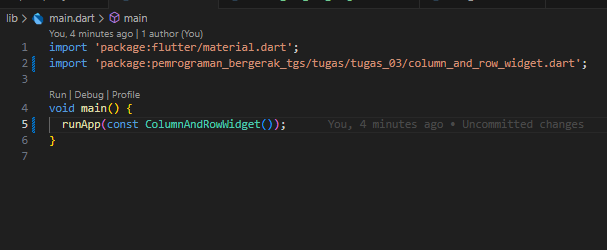 lib > main.dart > main
You, 4 minutes ago | 1 author (You)
1 import 'package:flutter/material.dart';
2 import 'package:pemrograman_bergerak_tgs/tugas/tugas_03/column_and_row_widget.dart';
3
Run | Debug | Profile
4 void main() {
5 runApp(const ColumnAndRowWidget()); You, 4 minutes ago • Uncommitted changes
6 }
7